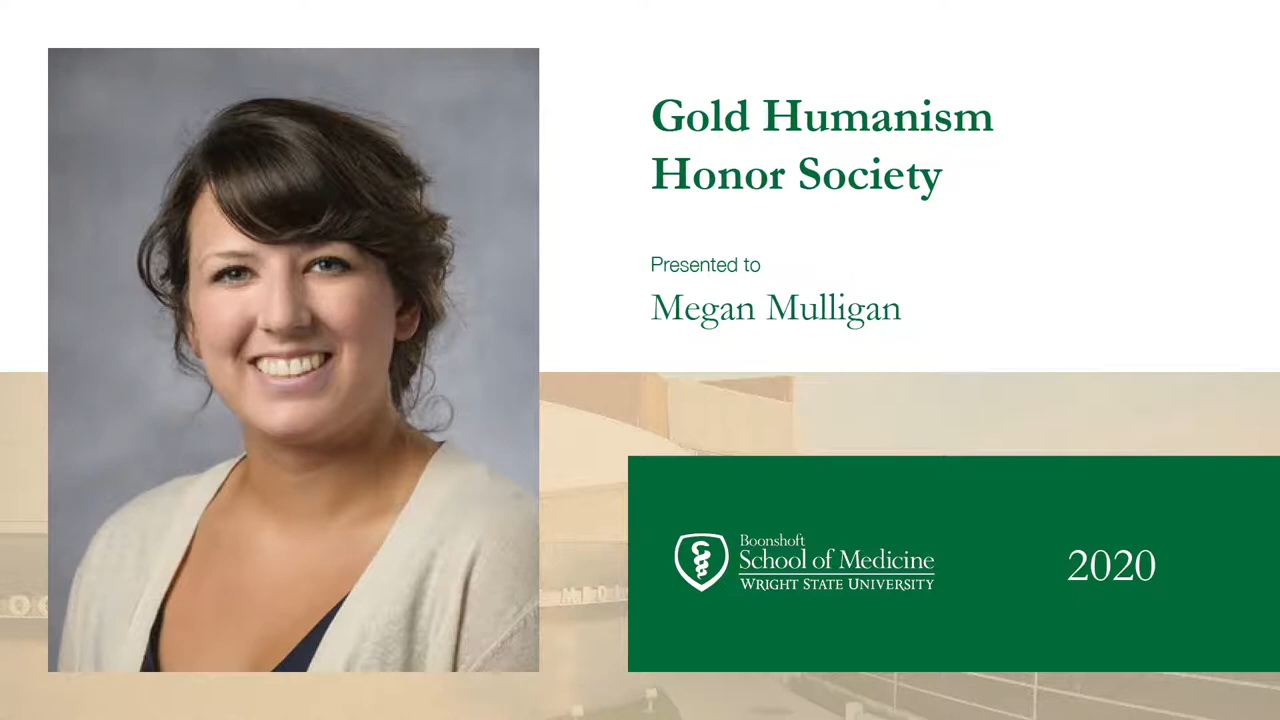 Gold Humanism
Honor Society
Presented to
Megan Mulligan
Boonshoft
School of Medicine
WRIGHT STATE UNIVERSITY
2020